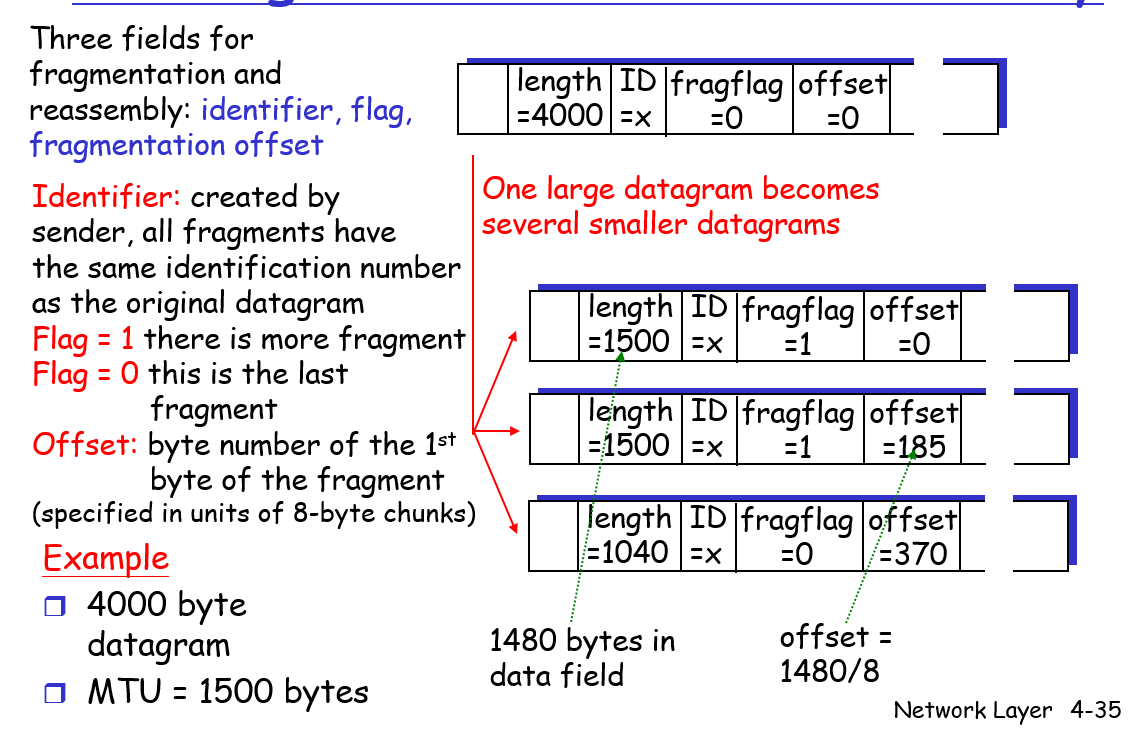 Three fields for
fragmentation and
reassembly: identifier, flag,
fragmentation offset
Identifier: created by
sender, all fragments have
the same identification number
as the original datagram
Flag = 1 there is more fragment
Flag = 0 this is the last
fragment
Offset: byte number of the 1st
byte of the fragment
(specified in units of 8-byte chunks)
Example
4000 byte
datagram
MTU = 1500 bytes
length ID fragflag offset
=4000 =x =0 =0
One large datagram becomes
several smaller datagrams
length ID fragflag offset
=1500 =x =1 =0
length ID fragflag offset
=1500 =x =1 =185
length ID fragflag offset
=1040 =x =0 =370
1480 bytes in
data field
offset =
1480/8
Network Layer 4-35